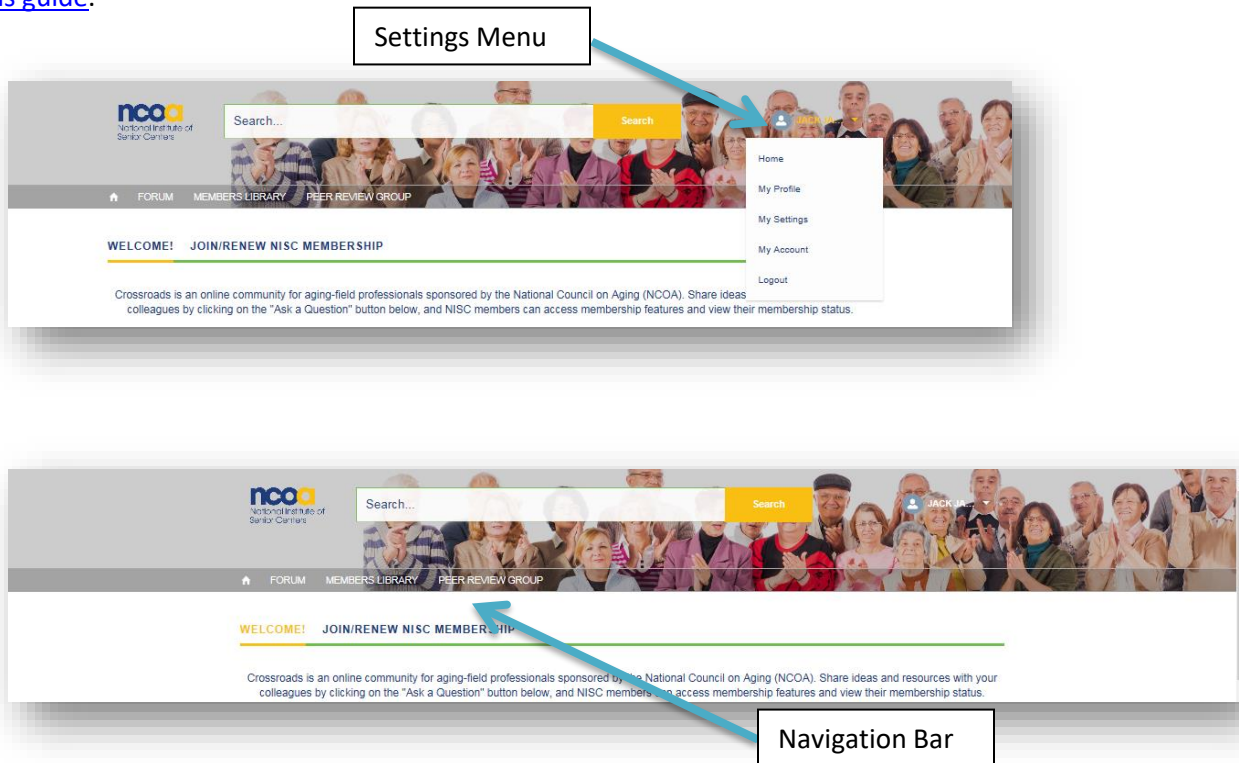 is guide.
Settings Menu
ncoa
National Institute of
Senior Centers
Search...
Search
JACK JA...
Home
My Profile
My Settings
My Account
Logout
FORUM MEMBERS LIBRARY PEER REVIEW GROUP
WELCOME! JOIN/RENEW NISC MEMBERSHIP
Crossroads is an online community for aging-field professionals sponsored by the National Council on Aging (NCOA). Share ideas
colleagues by clicking on the "Ask a Question" button below, and NISC members can access membership features and view their membership status.
ncoa
National Institute of
Senior Centers
Search...
Search
JACK JA...
FORUM MEMBERS LIBRARY PEER REVIEW GROUP
WELCOME! JOIN/RENEW NISC MEMBERSHIP
Crossroads is an online community for aging-field professionals sponsored by the National Council on Aging (NCOA). Share ideas and resources with your
colleagues by clicking on the "Ask a Question" button below, and NISC members can access membership features and view their membership status.
Navigation Bar